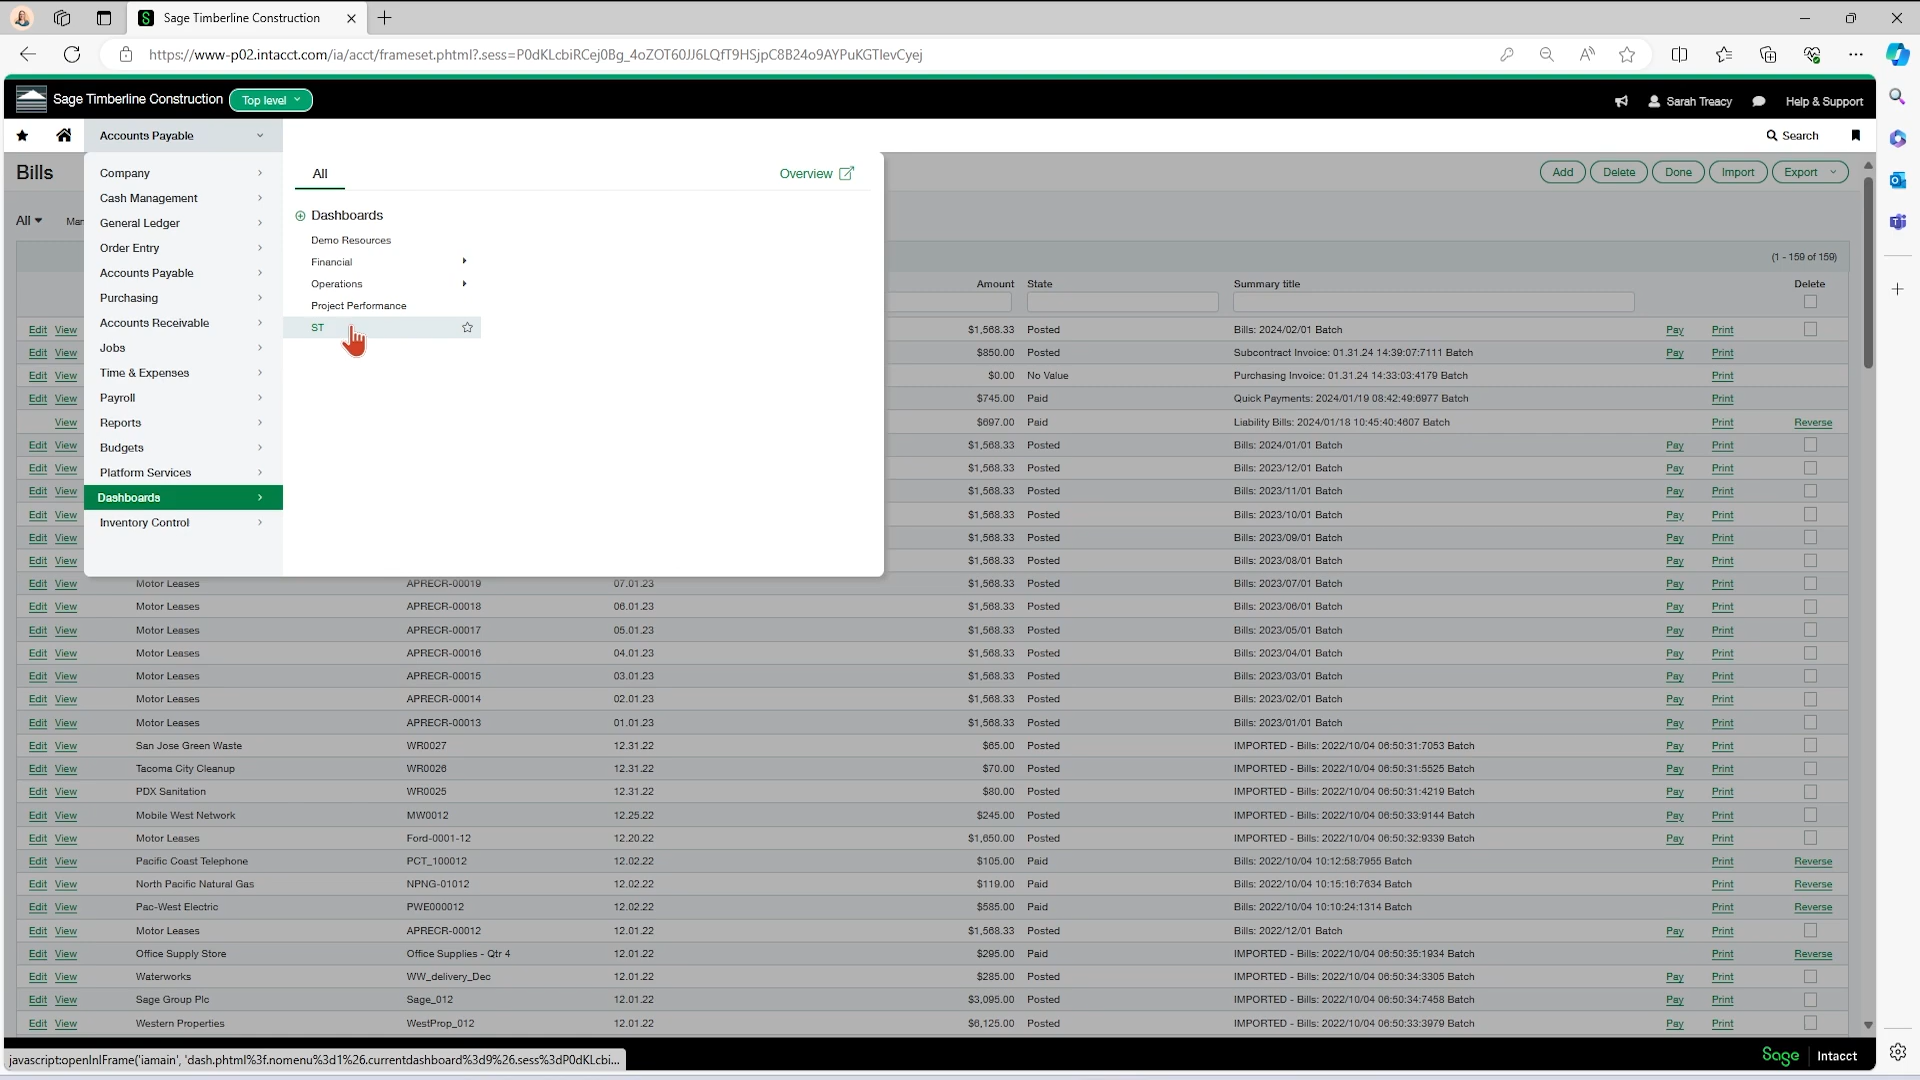 Sage Timberline Construction
https://www-p02.intacct.com/ia/acct/frameset.phtml?.sess=P0dKLcbiRCej0Bg_4oZOT60JJ6LQfT9HSjpC8B24o9AYPuKGTlevCyej
Sage Timberline Construction Top level Sarah Treacy Help & Support
Accounts Payable Search
Bills Add Delete Done Import Export
All
Company All Overview
Cash Management
General Ledger Dashboards
Order Entry Demo Resources
Accounts Payable Financial
Purchasing Operations
Accounts Receivable Project Performance
Jobs ST
Time & Expenses
Payroll
Reports
Budgets
Platform Services
Dashboards
Inventory Control
(1 - 159 of 159)
Amount State Summary title Delete
Edit View $1,568.33 Posted Bills: 2024/02/01 Batch Pay Print
Edit View $850.00 Posted Subcontract Invoice: 01.31.24 14:39:07:7111 Batch Pay Print
Edit View $0.00 No Value Purchasing Invoice: 01.31.24 14:33:03:4179 Batch Print
Edit View $745.00 Paid Quick Payments: 2024/01/19 08:42:49:6977 Batch Print
View $697.00 Paid Liability Bills: 2024/01/18 10:45:40:4607 Batch Print Reverse
Edit View $1,568.33 Posted Bills: 2024/01/01 Batch Pay Print
Edit View $1,568.33 Posted Bills: 2023/12/01 Batch Pay Print
Edit View $1,568.33 Posted Bills: 2023/11/01 Batch Pay Print
Edit View $1,568.33 Posted Bills: 2023/10/01 Batch Pay Print
Edit View $1,568.33 Posted Bills: 2023/09/01 Batch Pay Print
Edit View $1,568.33 Posted Bills: 2023/08/01 Batch Pay Print
Edit View Motor Leases APRECR-00019 07.01.23 $1,568.33 Posted Bills: 2023/07/01 Batch Pay Print
Edit View Motor Leases APRECR-00018 06.01.23 $1,568.33 Posted Bills: 2023/06/01 Batch Pay Print
Edit View Motor Leases APRECR-00017 05.01.23 $1,568.33 Posted Bills: 2023/05/01 Batch Pay Print
Edit View Motor Leases APRECR-00016 04.01.23 $1,568.33 Posted Bills: 2023/04/01 Batch Pay Print
Edit View Motor Leases APRECR-00015 03.01.23 $1,568.33 Posted Bills: 2023/03/01 Batch Pay Print
Edit View Motor Leases APRECR-00014 02.01.23 $1,568.33 Posted Bills: 2023/02/01 Batch Pay Print
Edit View Motor Leases APRECR-00013 01.01.23 $1,568.33 Posted Bills: 2023/01/01 Batch Pay Print
Edit View San Jose Green Waste WR0027 12.31.22 $65.00 Posted IMPORTED - Bills: 2022/10/04 06:50:31:7053 Batch Pay Print
Edit View Tacoma City Cleanup WR0026 12.31.22 $70.00 Posted IMPORTED - Bills: 2022/10/04 06:50:31:5525 Batch Pay Print
Edit View PDX Sanitation WR0025 12.31.22 $80.00 Posted IMPORTED - Bills: 2022/10/04 06:50:31:4219 Batch Pay Print
Edit View Mobile West Network MW0012 12.25.22 $245.00 Posted IMPORTED - Bills: 2022/10/04 06:50:33:9144 Batch Pay Print
Edit View Motor Leases Ford-0001-12 12.20.22 $1,650.00 Posted IMPORTED - Bills: 2022/10/04 06:50:32:9339 Batch Pay Print
Edit View Pacific Coast Telephone PCT_100012 12.02.22 $105.00 Paid Bills: 2022/10/04 10:12:58:7955 Batch Print Reverse
Edit View North Pacific Natural Gas NPNG-01012 12.02.22 $119.00 Paid Bills: 2022/10/04 10:15:16:7634 Batch Print Reverse
Edit View Pac-West Electric PWE000012 12.02.22 $585.00 Paid Bills: 2022/10/04 10:10:24:1314 Batch Print Reverse
Edit View Motor Leases APRECR-00012 12.01.22 $1,568.33 Posted Bills: 2022/12/01 Batch Pay Print
Edit View Office Supply Store Office Supplies - Qtr 4 12.01.22 $295.00 Paid IMPORTED - Bills: 2022/10/04 06:50:35:1934 Batch Print Reverse
Edit View Waterworks WW_delivery_Dec 12.01.22 $285.00 Posted IMPORTED - Bills: 2022/10/04 06:50:34:3305 Batch Pay Print
Edit View Sage Group Plc Sage_012 12.01.22 $3,095.00 Posted IMPORTED - Bills: 2022/10/04 06:50:34:7458 Batch Pay Print
Edit View Western Properties WestProp_012 12.01.22 $6,125.00 Posted IMPORTED - Bills: 2022/10/04 06:50:33:3979 Batch Pay Print
javascript:openInIFrame('iamain', 'dash.phtml%3f.nomenu%3d1%26.currentdashboard%3d9%26.sess%3dP0dKLcbi...
Sage Intacct